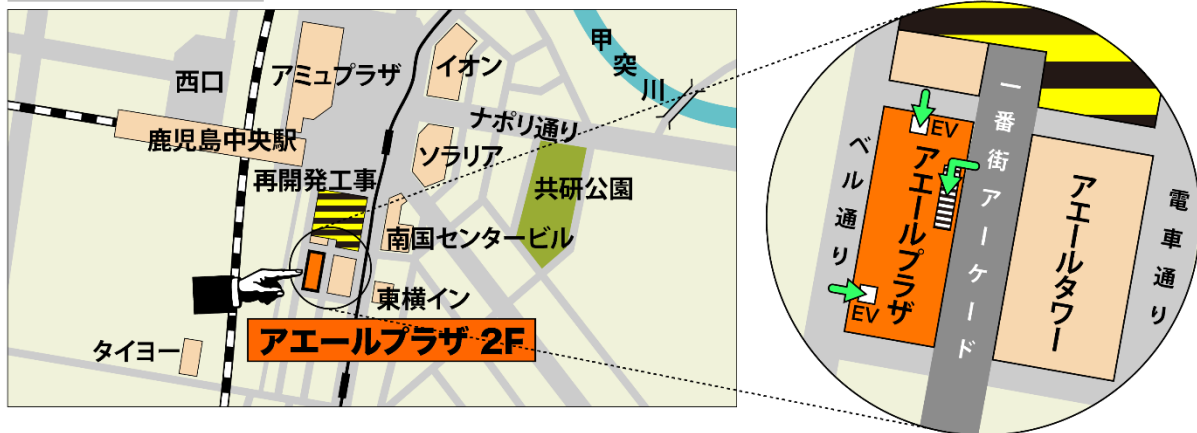 西口
アミュプラザ
イオン
甲突川
鹿児島中央駅
ナポリ通り
ソラリア
再開発工事
共研公園
南国センタービル
東横イン
アエールプラザ 2F
タイヨー
一番街アーケード
EV
ベル通り
アエールプラザ
アエールタワー
電車通り
EV